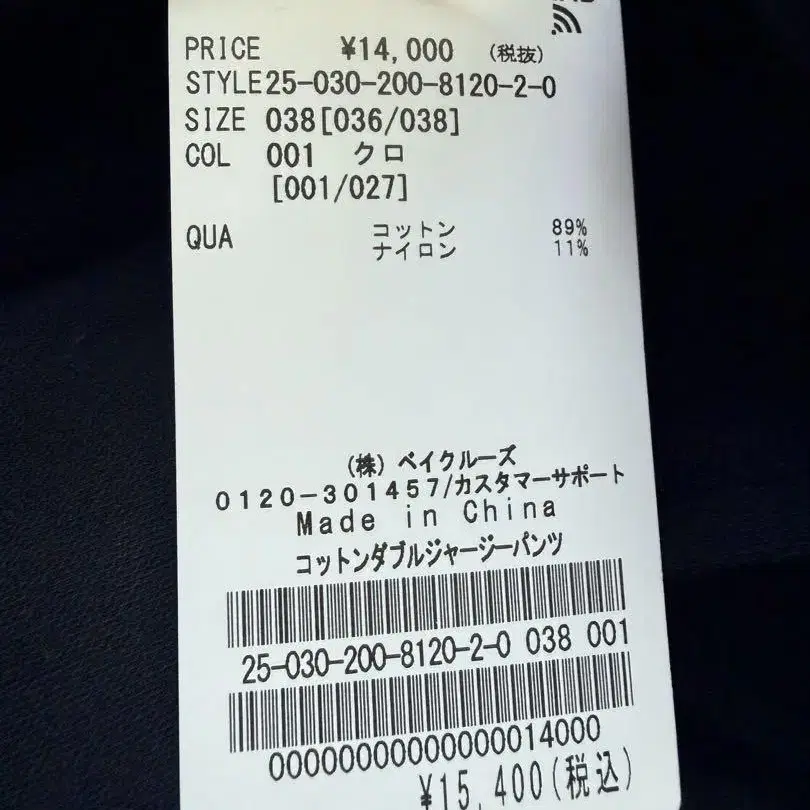 PRICE ¥14,000 (税抜)
STYLE25-030-200-8120-2-0
SIZE 038[036/038]
COL 001 クロ
[001/027]
QUA コットン 89%
ナイロン 11%
(株) ベイクルーズ
0120-301457/カスタマーサポート
Made in China
コットンダブルジャージーパンツ
25-030-200-8120-2-0 038 001
00000000000000014000
¥15,400(税込)